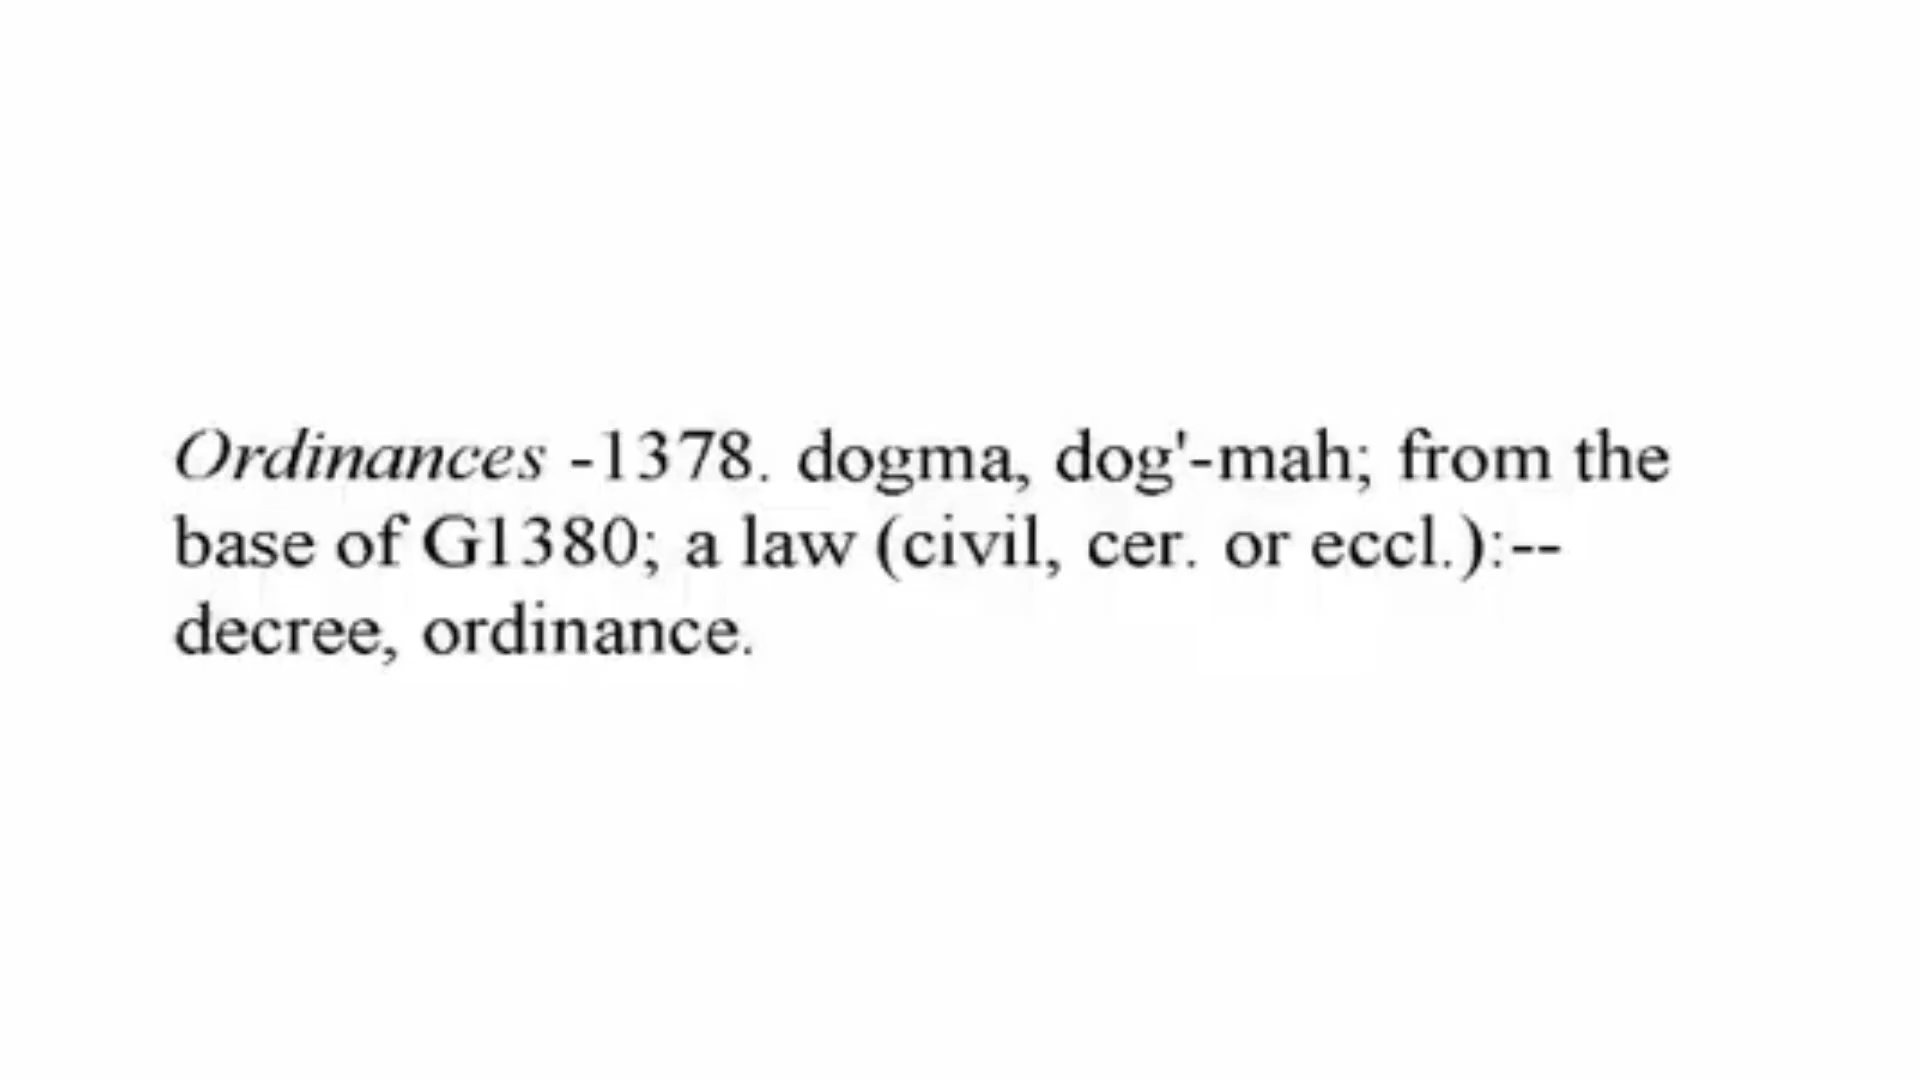 Ordinances -1378. dogma, dog'-mah; from the
base of G1380; a law (civil, cer. or eccl.):--
decree, ordinance.